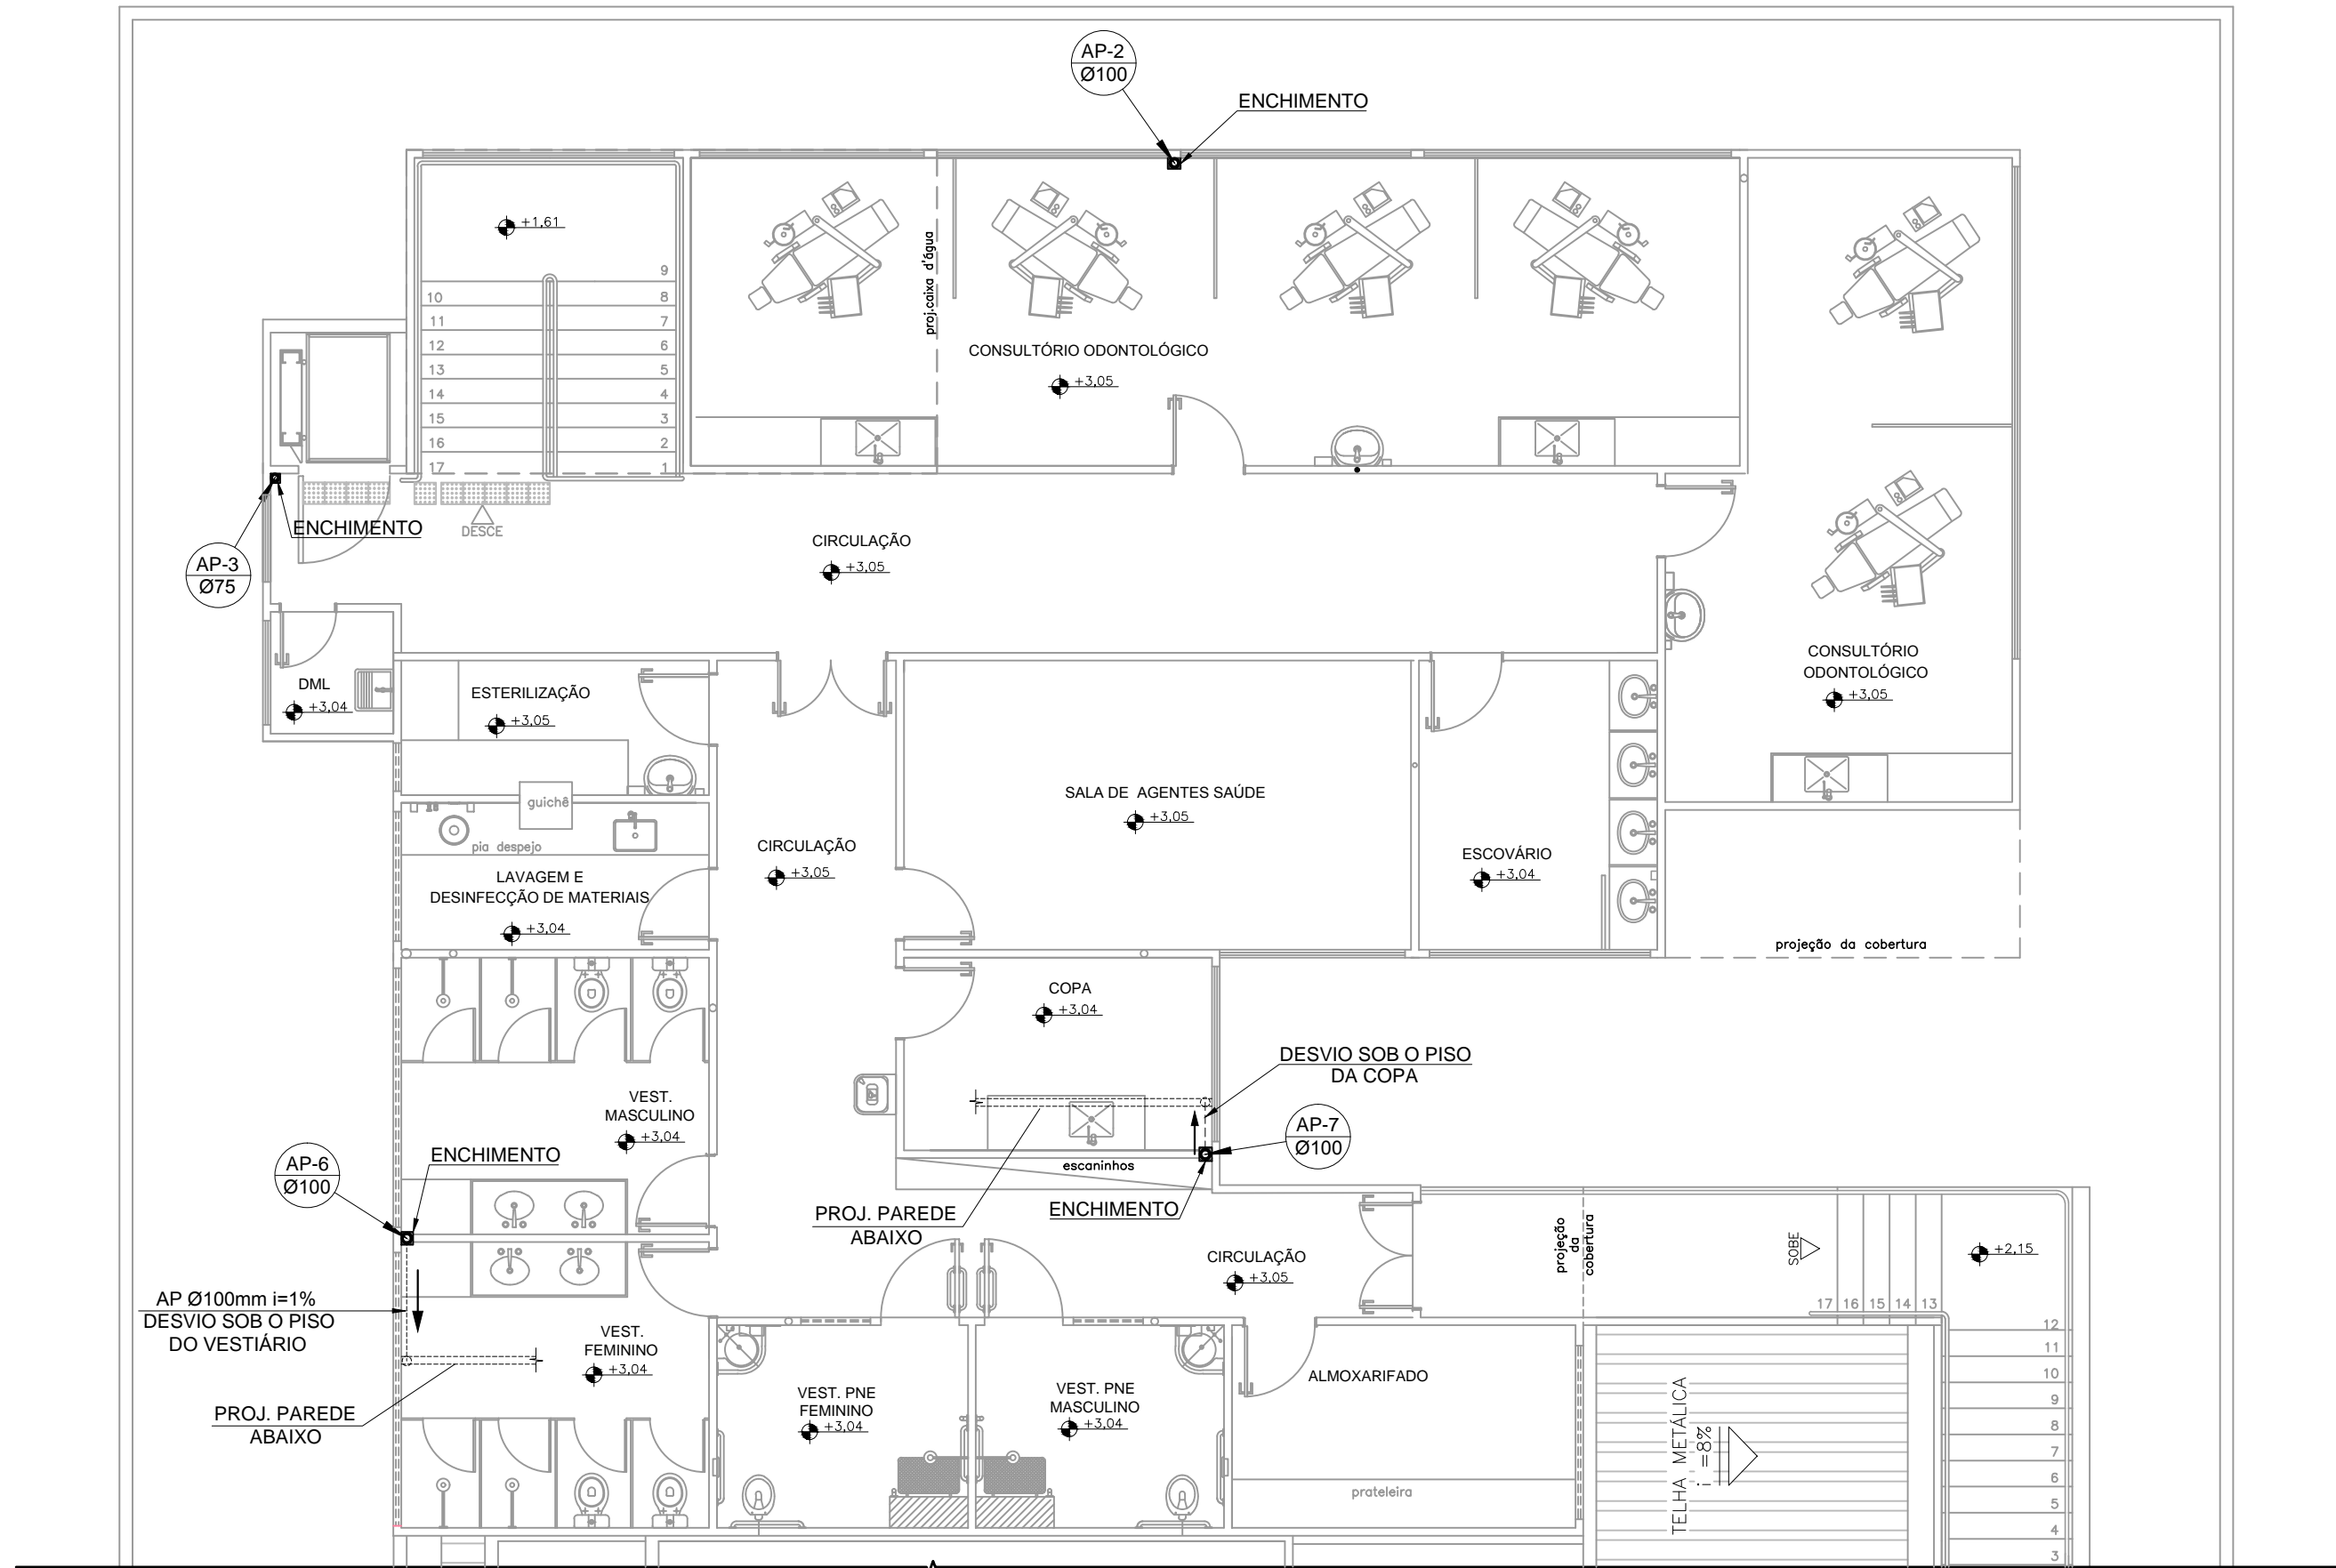 AP-2
Ø100
ENCHIMENTO
+1,61
9
10
8
11
7
12
6
13
5
14
4
15
3
16
2
17
1
proj.caixa d'água
CONSULTÓRIO ODONTOLÓGICO
+3,05
ENCHIMENTO
DESCE
AP-3
Ø75
CIRCULAÇÃO
+3,05
CONSULTÓRIO
ODONTOLÓGICO
+3,05
DML
+3,04
ESTERILIZAÇÃO
+3,05
guichê
pia despejo
LAVAGEM E
DESINFECÇÃO DE MATERIAIS
+3,04
CIRCULAÇÃO
+3,05
SALA DE AGENTES SAÚDE
+3,05
ESCOVÁRIO
+3,04
projeção da cobertura
COPA
+3,04
DESVIO SOB O PISO
DA COPA
VEST.
MASCULINO
+3,04
AP-7
Ø100
AP-6
Ø100
ENCHIMENTO
escaninhos
PROJ. PAREDE
ABAIXO
ENCHIMENTO
CIRCULAÇÃO
+3,05
projeção
da
cobertura
SOBE
+2,15
AP Ø100mm i=1%
DESVIO SOB O PISO
DO VESTIÁRIO
17
16
15
14
13
VEST.
FEMININO
+3,04
PROJ. PAREDE
ABAIXO
VEST. PNE
FEMININO
+3,04
VEST. PNE
MASCULINO
+3,04
ALMOXARIFADO
prateleira
TELHA METÁLICA
i =8%
12
11
10
9
8
7
6
5
4
3